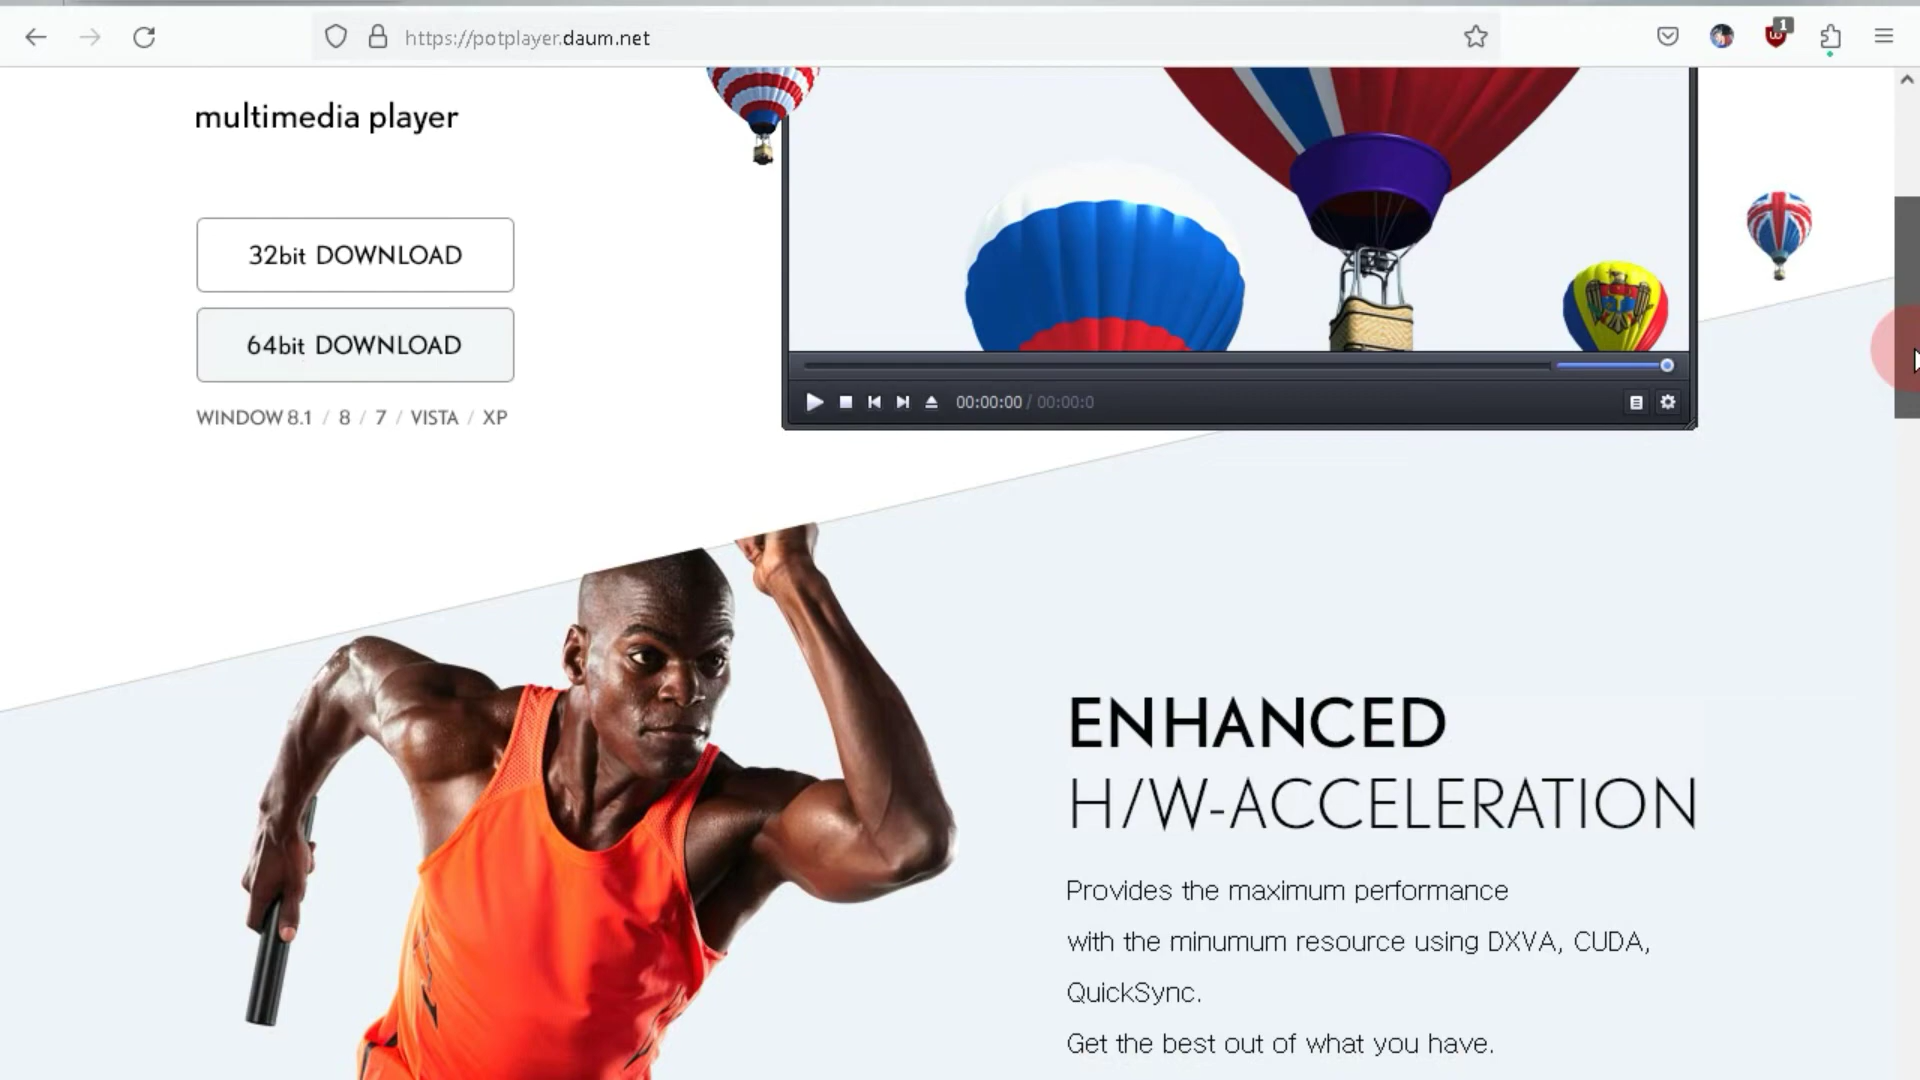 https://potplayer.daum.net
1
multimedia player
32bit DOWNLOAD
64bit DOWNLOAD
WINDOW 8.1 / 8 / 7 / VISTA / XP
00:00:00 / 00:00:0
ENHANCED
H/W-ACCELERATION
Provides the maximum performance
with the minumum resource using DXVA, CUDA,
QuickSync.
Get the best out of what you have.